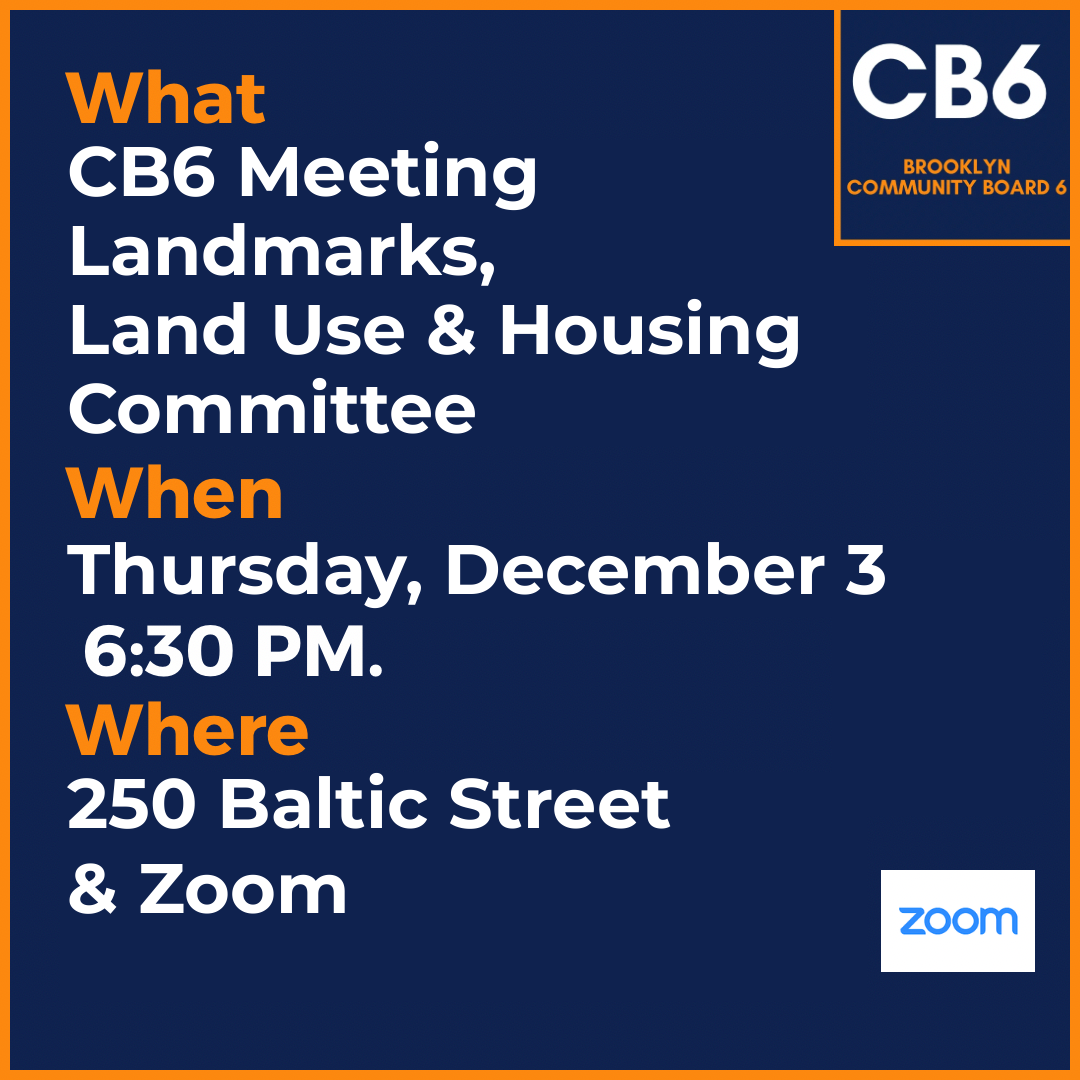 What
CB6 Meeting
Landmarks,
Land Use & Housing
Committee
When
Thursday, December 3
6:30 PM.
Where
250 Baltic Street
& Zoom
CB6
BROOKLYN
COMMUNITY BOARD 6
zoom